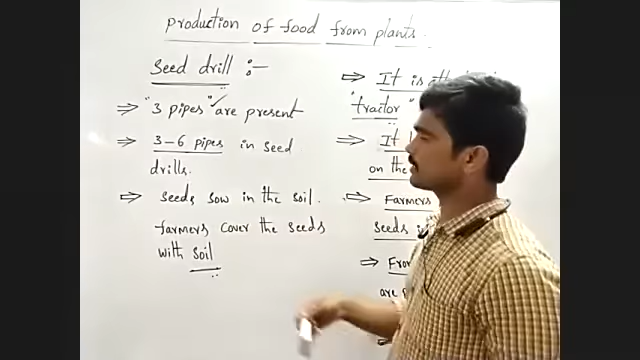 Production of food from plants.
Seed drill :-
⇒ "3 pipes" are present
⇒ 3-6 pipes in seed
drills.
⇒ seeds sow in the soil.
farmers cover the seeds
with soil
⇒ It is
"tractor"
⇒ It
on the
⇒ Farmers
seeds
⇒
are